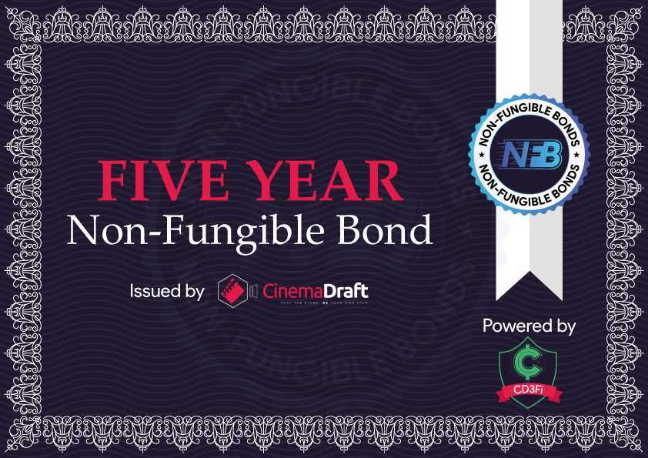 FIVE YEAR
Non-Fungible Bond
Issued by CinemaDraft
NON-FUNGIBLE BONDS
NFB
NON-FUNGIBLE BONDS
Powered by
CD3Fi